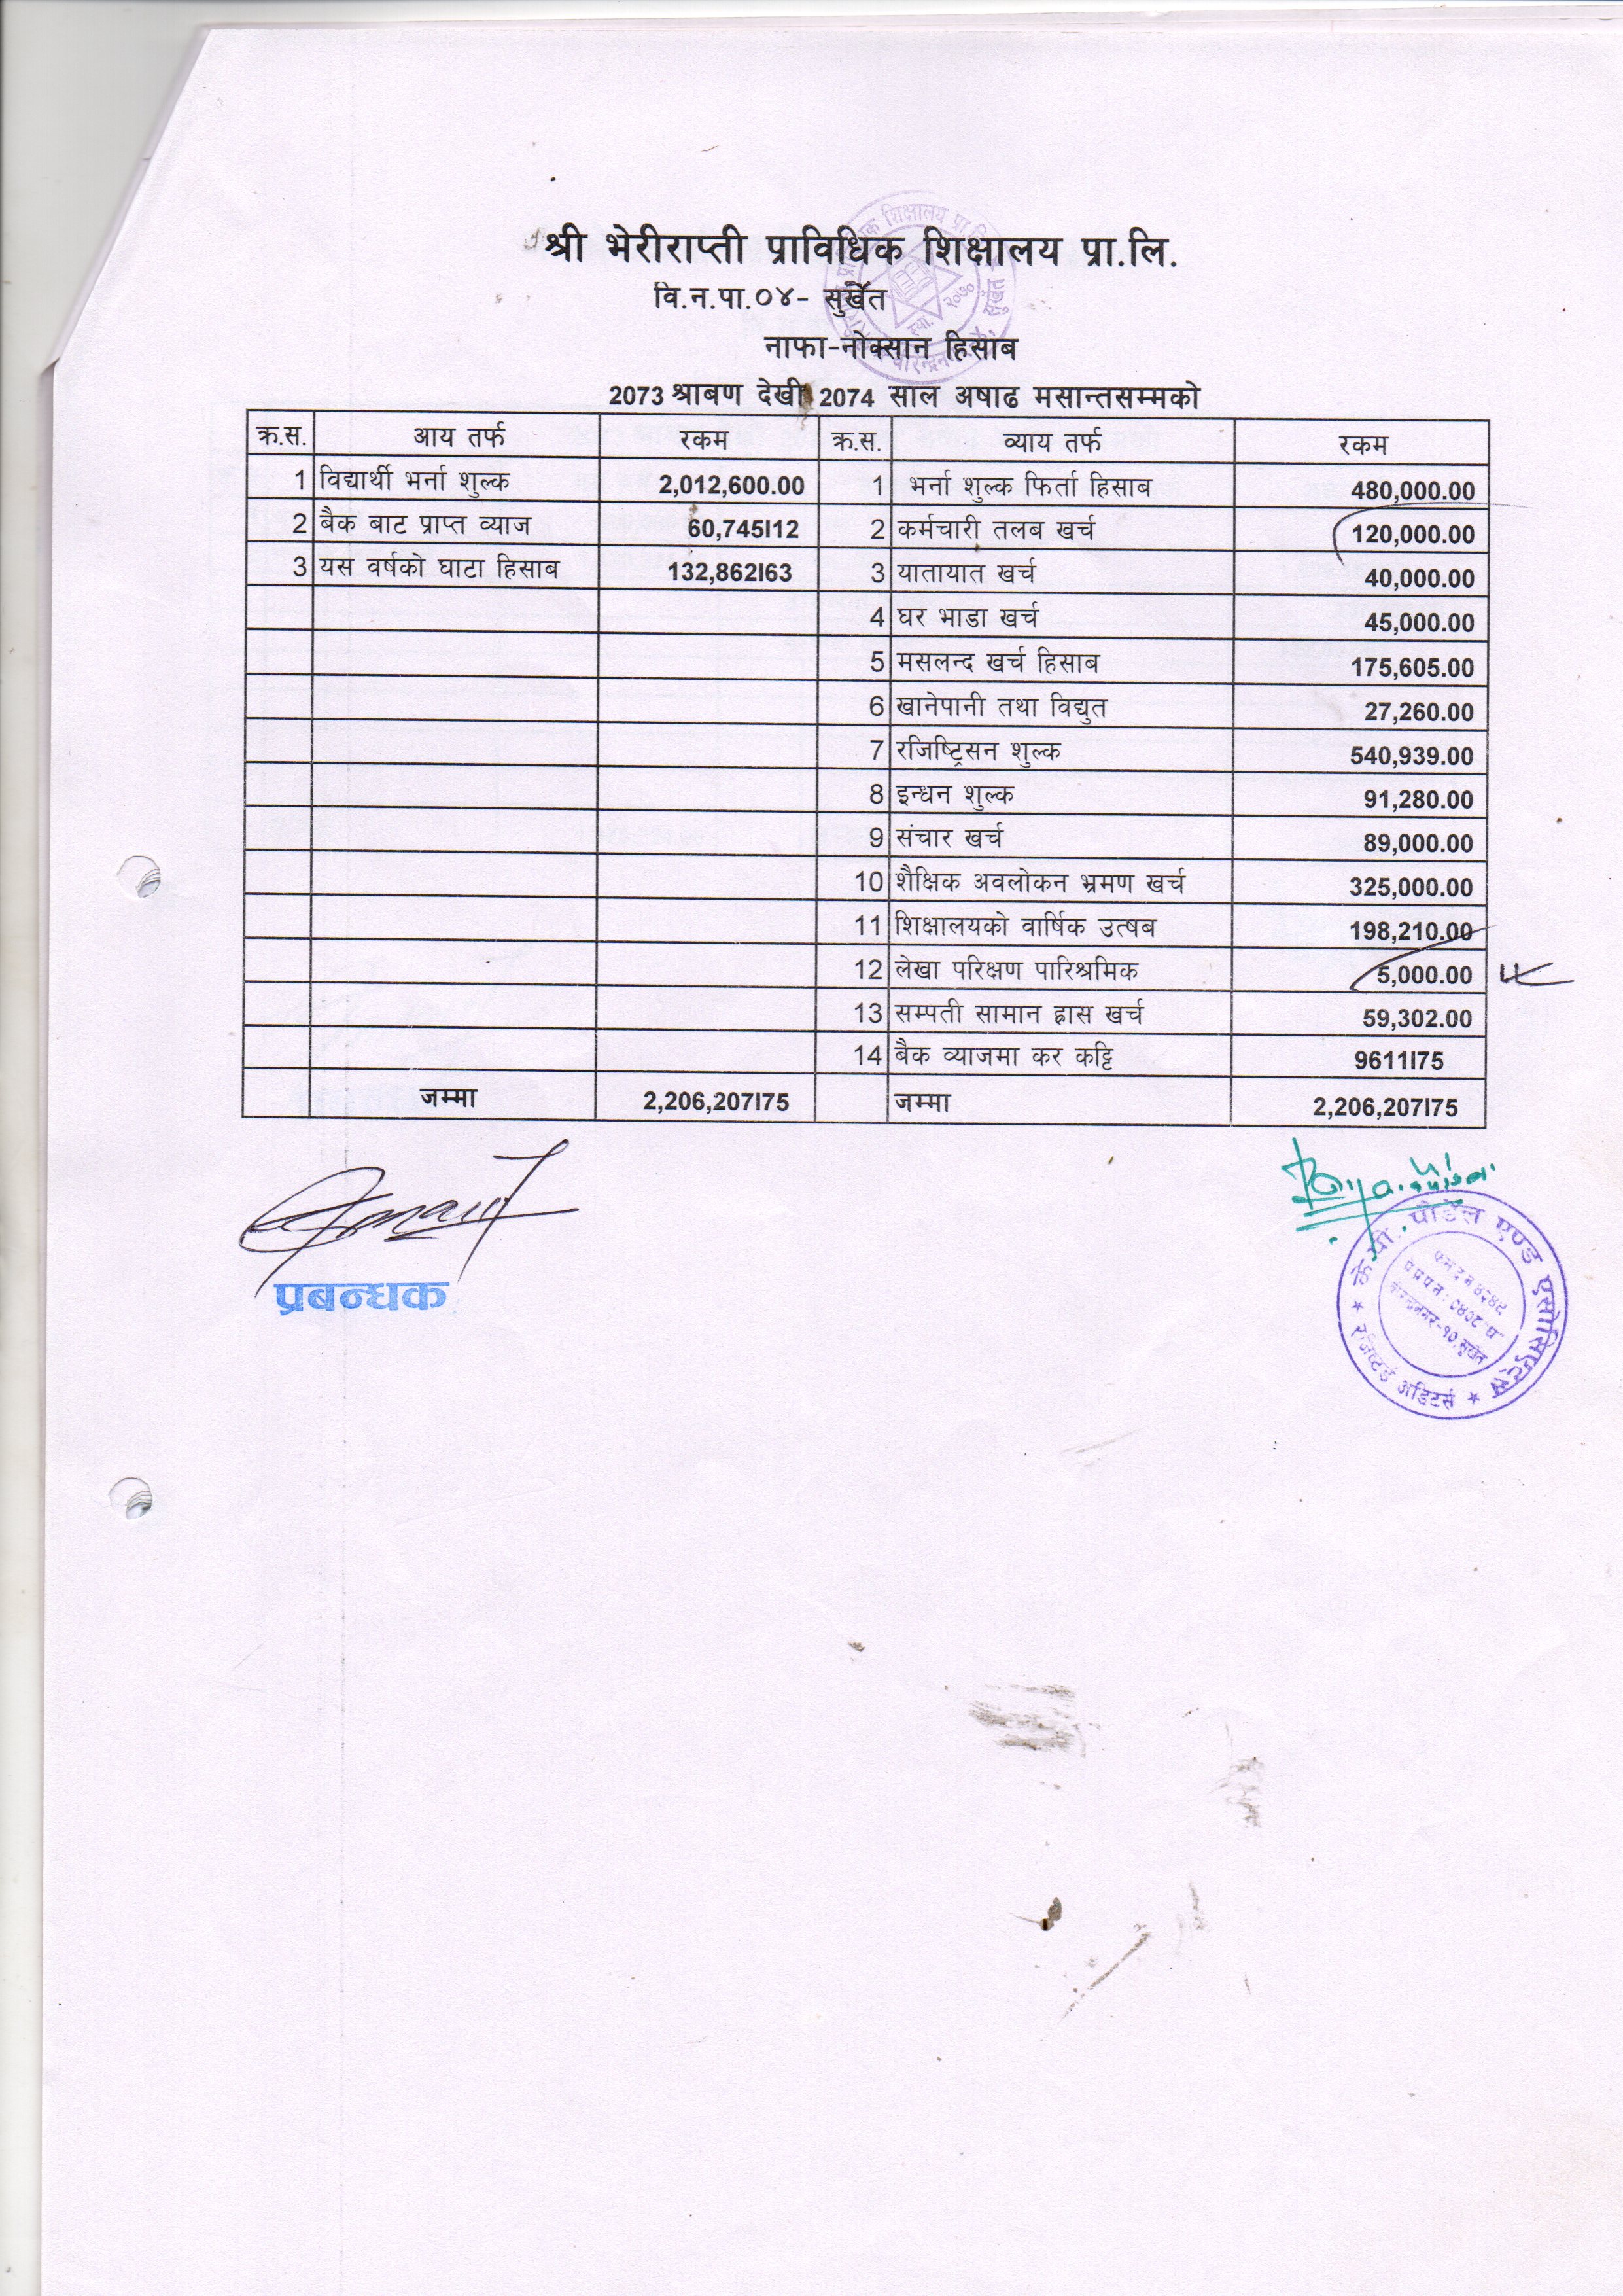 श्री भेरीराप्ती प्राविधिक शिक्षालय प्रा.लि.
वि.न.पा.०४- सुर्खेत
नाफा-नोक्सान हिसाब
2073 श्राबण देखी 2074 साल अषाढ मसान्तसम्मको
क्र.स. आय तर्फ रकम क्र.स. व्याय तर्फ रकम
1 विद्यार्थी भर्ना शुल्क 2,012,600.00 1 भर्ना शुल्क फिर्ता हिसाब 480,000.00
2 बैक बाट प्राप्त व्याज 60,745।12 2 कर्मचारी तलब खर्च 120,000.00
3 यस वर्षको घाटा हिसाब 132,862।63 3 यातायात खर्च 40,000.00
4 घर भाडा खर्च 45,000.00
5 मसलन्द खर्च हिसाब 175,605.00
6 खानेपानी तथा विद्युत 27,260.00
7 रजिष्ट्रिसन शुल्क 540,939.00
8 इन्धन शुल्क 91,280.00
9 संचार खर्च 89,000.00
10 शैक्षिक अवलोकन भ्रमण खर्च 325,000.00
11 शिक्षालयको वार्षिक उत्षब 198,210.00
12 लेखा परिक्षण पारिश्रमिक 5,000.00
13 सम्पती सामान ह्रास खर्च 59,302.00
14 बैक व्याजमा कर कट्टि 9611।75
जम्मा 2,206,207।75 जम्मा 2,206,207।75
प्रबन्धक
के.पी. पौडेल एण्ड एसोसिएट्स
रजिष्टर्ड अडिटर्स
वीरेन्द्रनगर-१०,सुर्खेत